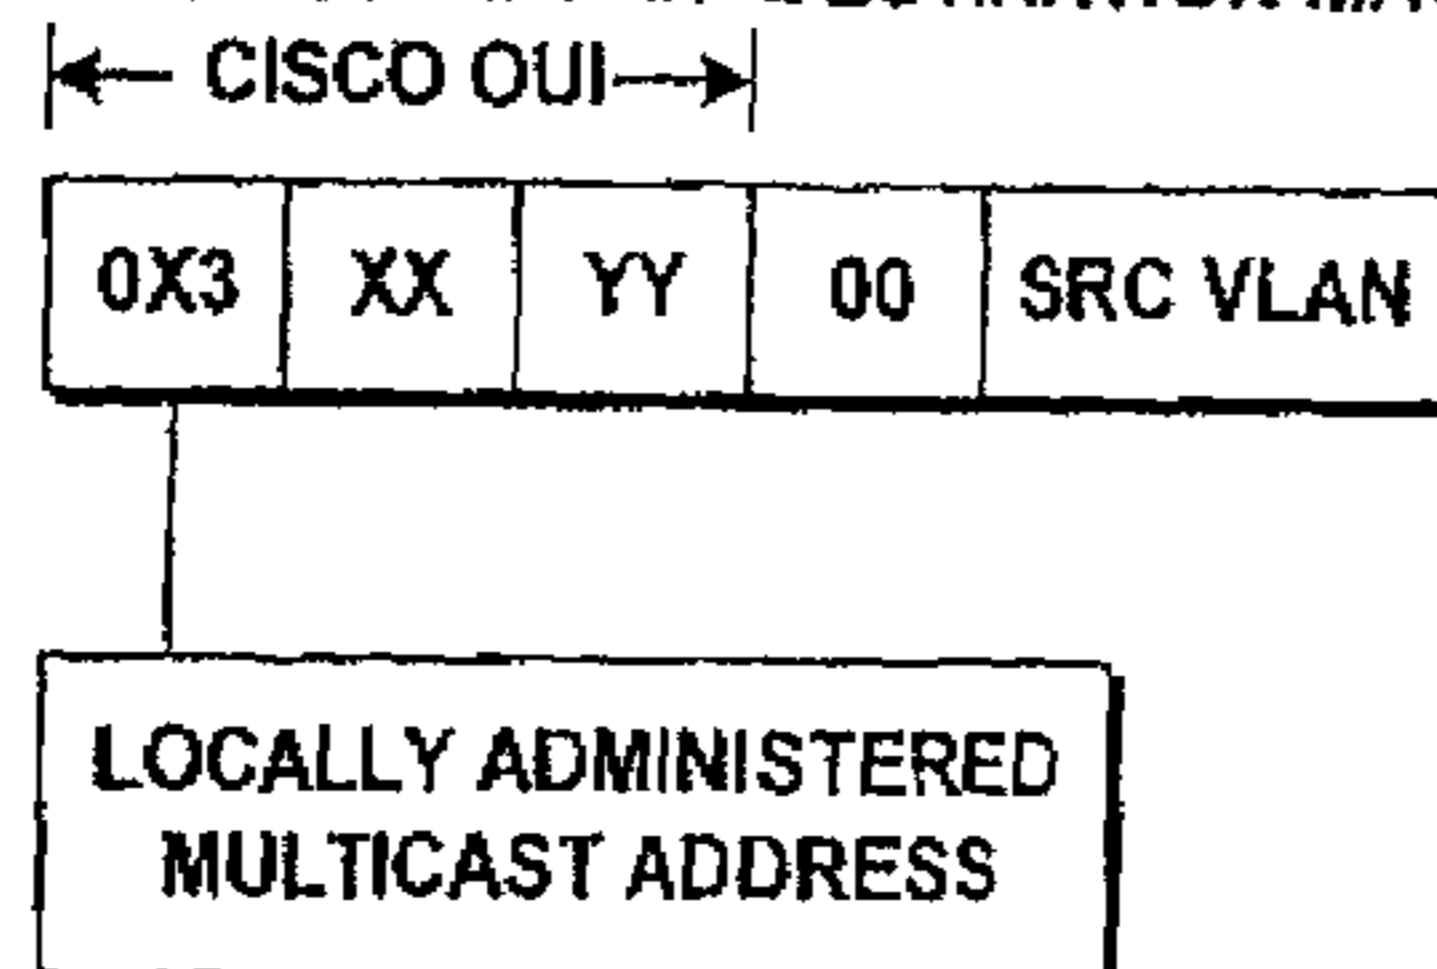 CISCO OUI
0X3 XX YY 00 SRC VLAN
LOCALLY ADMINISTERED
MULTICAST ADDRESS